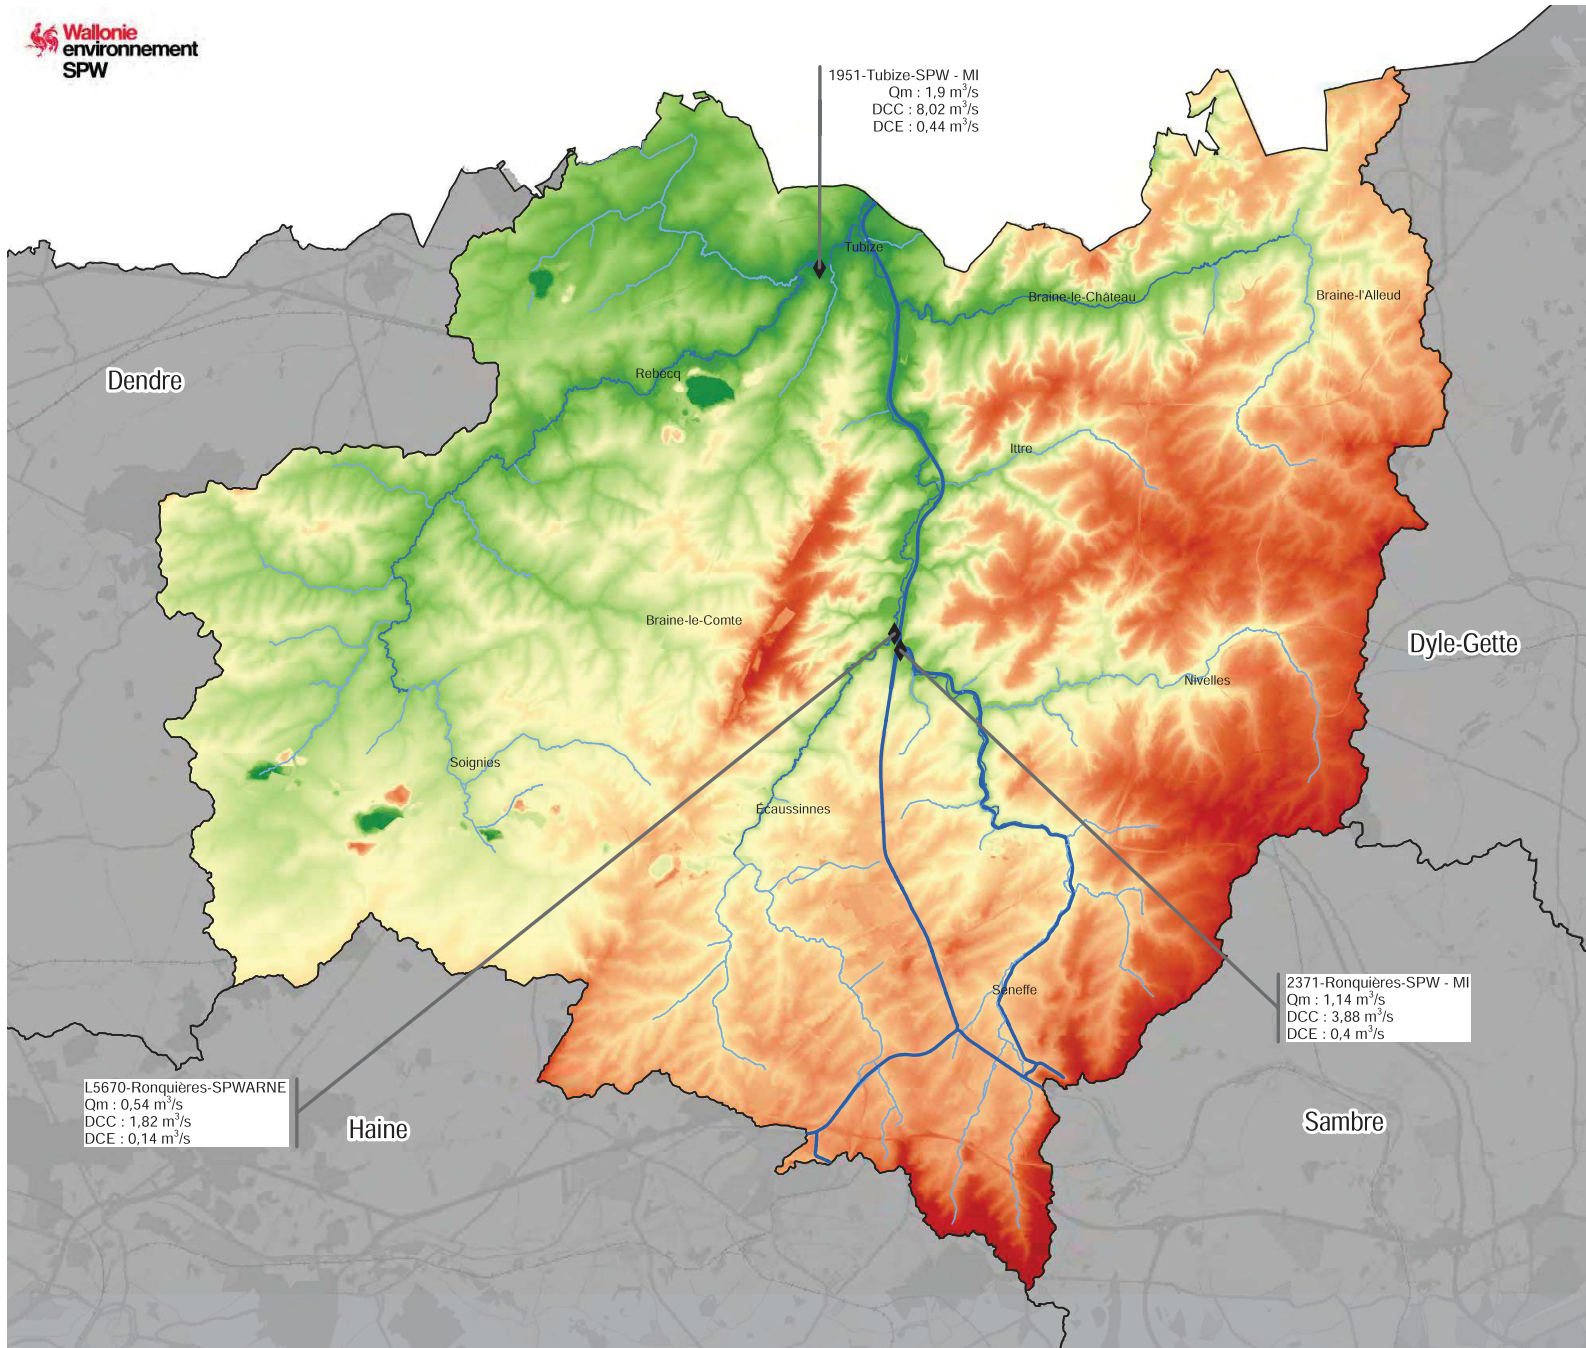 Wallonie
environnement
SPW
1951-Tubize-SPW - MI
Qm : 1,9 m³/s
DCC : 8,02 m³/s
DCE : 0,44 m³/s
Tubize
Braine-le-Château
Braine-l'Alleud
Dendre
Rebecq
Ittre
Braine-le-Comte
Dyle-Gette
Nivelles
Soignies
Écaussinnes
Seneffe
2371-Ronquières-SPW - MI
Qm : 1,14 m³/s
DCC : 3,88 m³/s
DCE : 0,4 m³/s
L5670-Ronquières-SPWARNE
Qm : 0,54 m³/s
DCC : 1,82 m³/s
DCE : 0,14 m³/s
Haine
Sambre